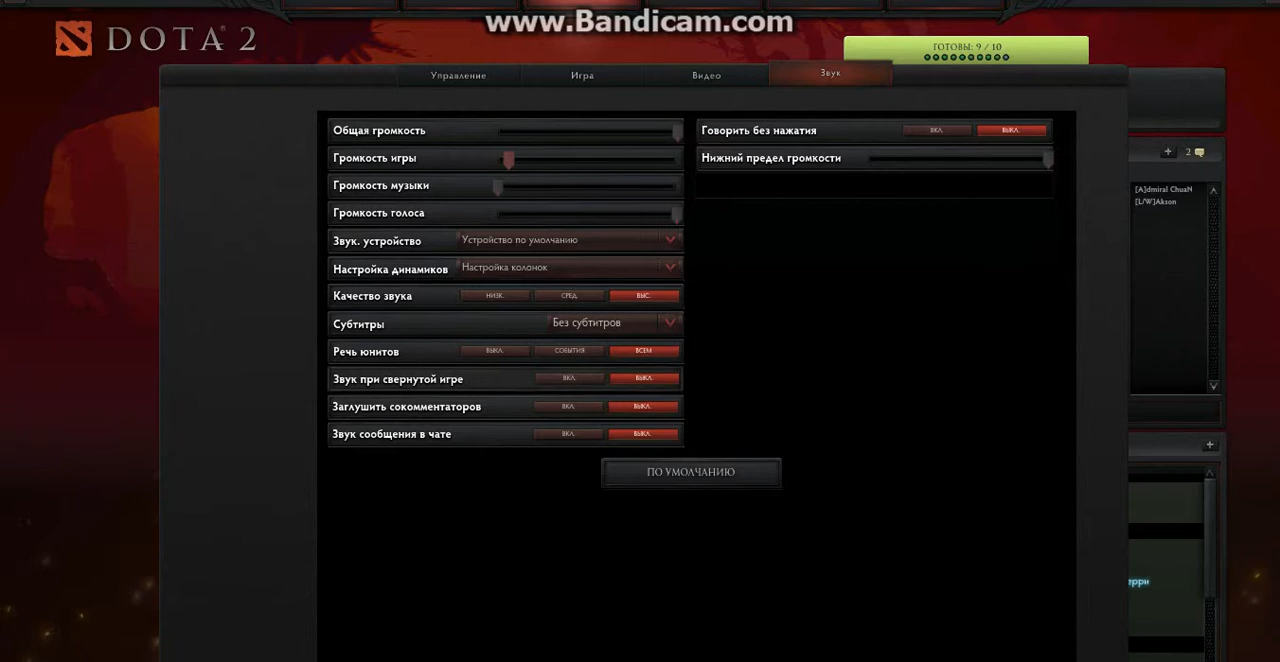 www.Bandicam.com
DOTA 2
ГОТОВЫ: 9 / 10
Управление
Игра
Видео
Звук
Общая громкость
Громкость игры
Громкость музыки
Громкость голоса
Звук. устройство
Устройство по умолчанию
Настройка динамиков
Настройка колонок
Качество звука
НИЗК.
СРЕД.
ВЫС.
Субтитры
Без субтитров
Речь юнитов
ВЫКЛ.
СОБЫТИЯ
ВСЕМ
Звук при свернутой игре
ВКЛ.
ВЫКЛ.
Заглушить сокомментаторов
ВКЛ.
ВЫКЛ.
Звук сообщения в чате
ВКЛ.
ВЫКЛ.
ПО УМОЛЧАНИЮ
Говорить без нажатия
ВКЛ.
ВЫКЛ.
Нижний предел громкости
+ 2
[A]dmiral ChuaN
[L/W]Akson
+
ерри